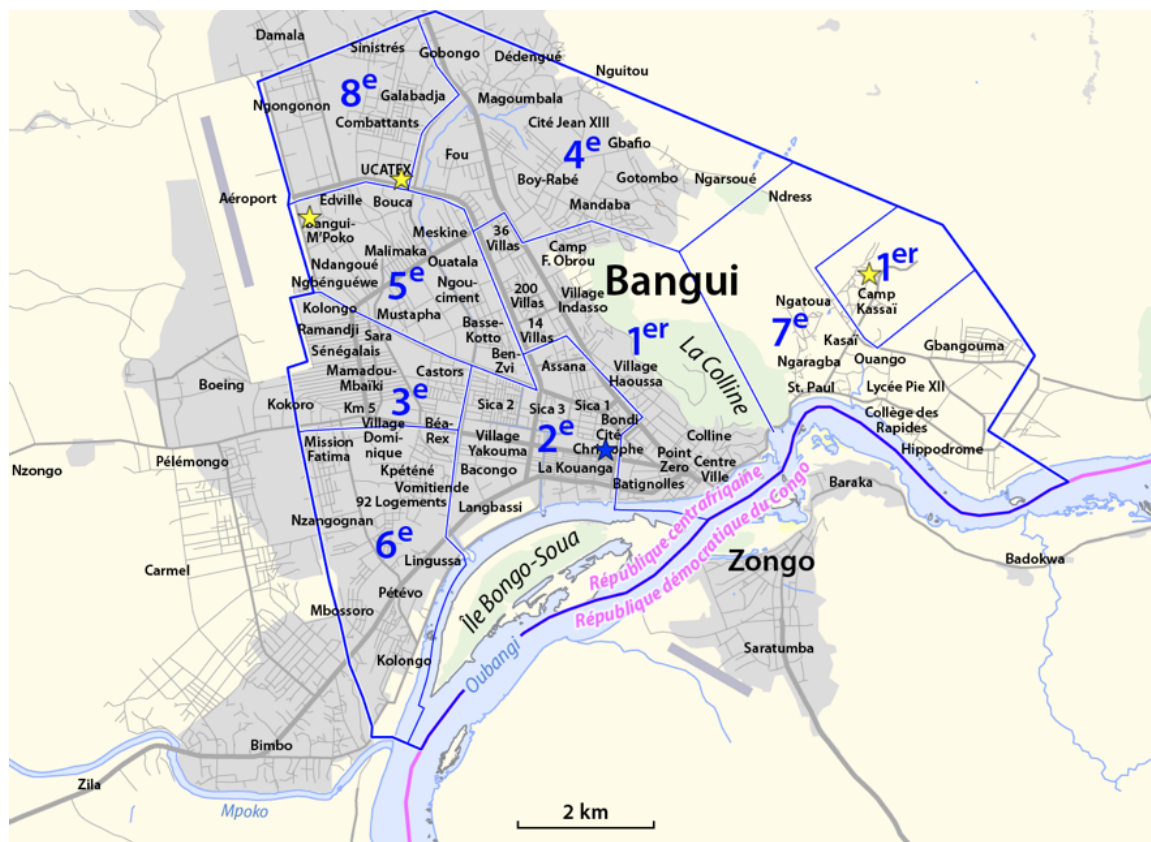 Damala
Sinistrés
Gobongo
Dédengué
Nguitou
8e
Ngongonon
Galabadja
Magoumbala
Combattants
Cité Jean XIII
4e
Gbafio
Fou
UCATEX
Boy-Rabé
Gotombo
Ngarsoué
Aéroport
Edville
Bouca
Mandaba
Ndress
Bangui-
M'Poko
Meskine
36
Villas
Malimaka
Camp
F. Obrou
Ndangoué
Ouatala
Bangui
1er
Ngbénguéwe
5e
Ngou-
ciment
200
Villas
Village
Indasso
Camp
Kassaï
Kolongo
Mustapha
Ngatoua
7e
Ramandji
Sara
Basse-
Kotto
14
Villas
1er
Kasaï
Gbangouma
Sénégalais
Ben-
Zvi
Assana
La Colline
Ngaragba
Ouango
Mamadou-
Mbaïki
Castors
Village
Haoussa
St. Paul
Lycée Pie XII
Boeing
3e
Kokoro
Km 5
Sica 2
Sica 3
Sica 1
Collège des
Rapides
Village
Domi-
nique
Béa-
Rex
2e
Bondi
Cité
Christophe
Colline
Hippodrome
Mission
Fatima
Village
Yakouma
Point
Zero
Centre
Ville
Nzongo
Pélémongo
Kpéténé
Bacongo
La Kouanga
Vomitiende
Batignolles
Baraka
92 Logements
Langbassi
Nzangognan
6e
République centrafriqaine
République démocratique du Congo
Lingussa
Île Bongo-Soua
Zongo
Badokwa
Carmel
Pétévo
Mbossoro
Kolongo
Oubangi
Saratumba
Bimbo
Zila
Mpoko
2 km